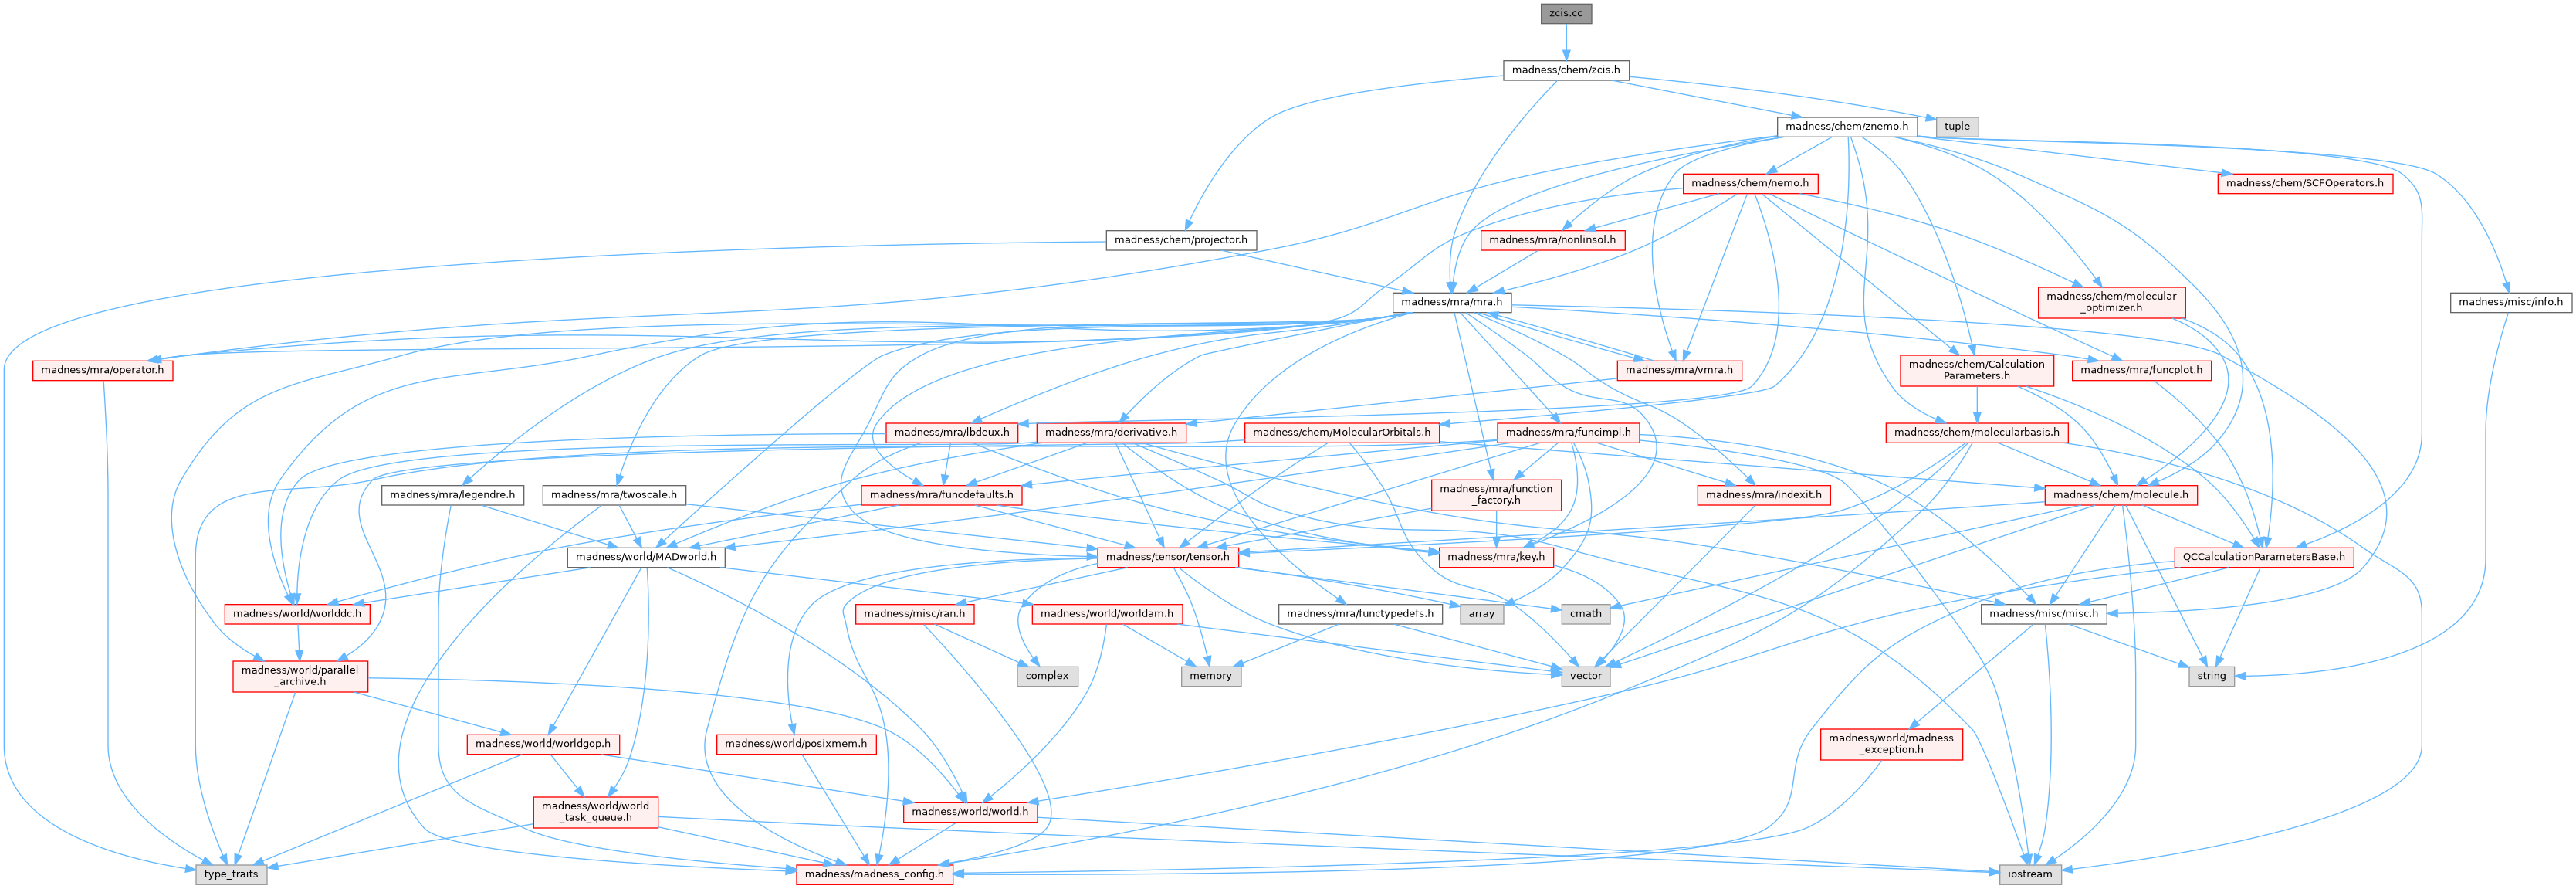 zcis.cc
madness/chem/zcis.h
madness/chem/znemo.h
tuple
madness/chem/nemo.h
madness/chem/SCFOperators.h
madness/chem/projector.h
madness/mra/nonlinsol.h
madness/mra/mra.h
madness/chem/molecular
_optimizer.h
madness/misc/info.h
madness/mra/operator.h
madness/mra/vmra.h
madness/chem/Calculation
Parameters.h
madness/mra/funcplot.h
madness/mra/lbdeux.h
madness/mra/derivative.h
madness/chem/MolecularOrbitals.h
madness/mra/funcimpl.h
madness/chem/molecularbasis.h
madness/mra/legendre.h
madness/mra/twoscale.h
madness/mra/funcdefaults.h
madness/mra/function
_factory.h
madness/mra/indexit.h
madness/chem/molecule.h
madness/world/MADworld.h
madness/tensor/tensor.h
madness/mra/key.h
QCCalculationParametersBase.h
madness/world/worlddc.h
madness/misc/ran.h
madness/world/worldam.h
madness/mra/functypedefs.h
array
cmath
madness/misc/misc.h
madness/world/parallel
_archive.h
complex
memory
vector
string
madness/world/worldgop.h
madness/world/posixmem.h
madness/world/madness
_exception.h
madness/world/world
_task_queue.h
madness/world/world.h
type_traits
madness/madness_config.h
iostream